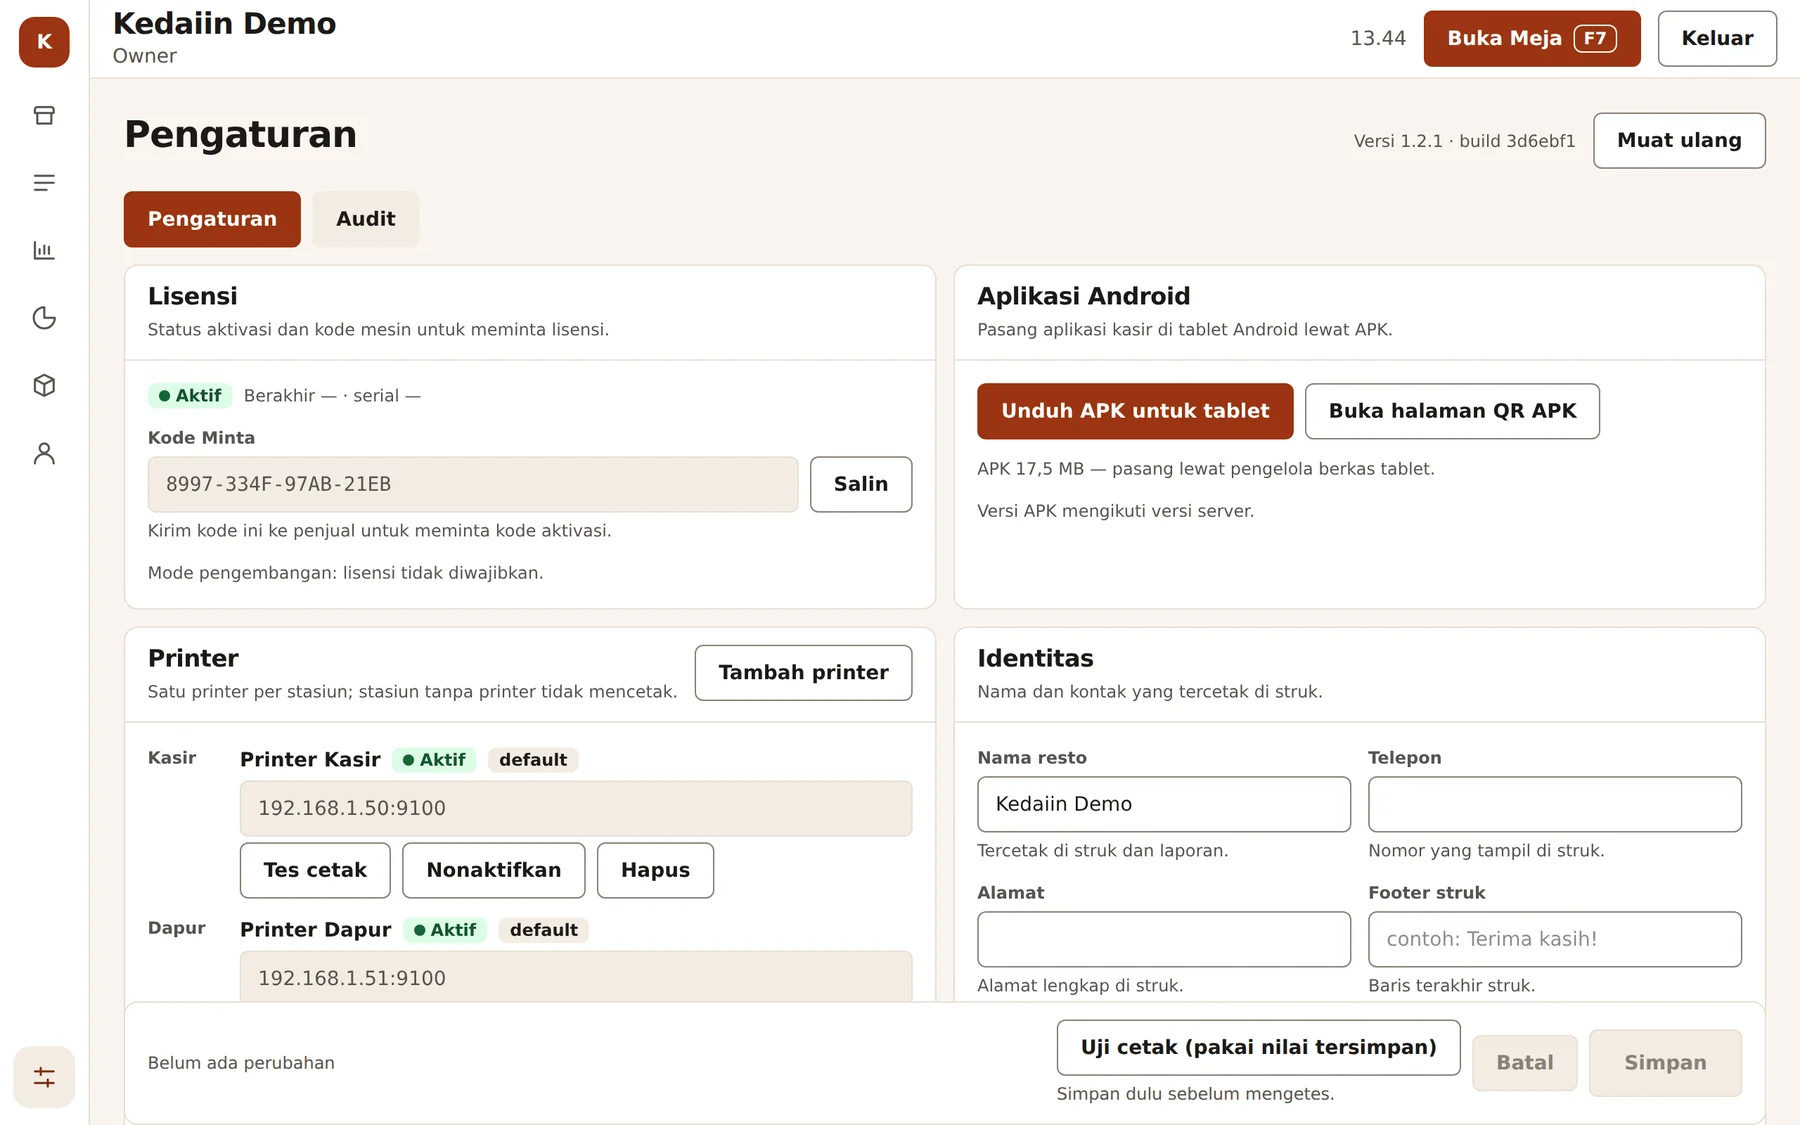 K
Kedaiin Demo
Owner
13.44
Buka Meja F7
Keluar
Pengaturan
Versi 1.2.1 · build 3d6ebf1
Muat ulang
Pengaturan
Audit
Lisensi
Status aktivasi dan kode mesin untuk meminta lisensi.
Aktif
Berakhir — · serial —
Kode Minta
8997-334F-97AB-21EB
Salin
Kirim kode ini ke penjual untuk meminta kode aktivasi.
Mode pengembangan: lisensi tidak diwajibkan.
Aplikasi Android
Pasang aplikasi kasir di tablet Android lewat APK.
Unduh APK untuk tablet
Buka halaman QR APK
APK 17,5 MB — pasang lewat pengelola berkas tablet.
Versi APK mengikuti versi server.
Printer
Satu printer per stasiun; stasiun tanpa printer tidak mencetak.
Tambah printer
Kasir
Printer Kasir
Aktif
default
192.168.1.50:9100
Tes cetak
Nonaktifkan
Hapus
Dapur
Printer Dapur
Aktif
default
192.168.1.51:9100
Identitas
Nama dan kontak yang tercetak di struk.
Nama resto
Kedaiin Demo
Tercetak di struk dan laporan.
Telepon
Nomor yang tampil di struk.
Alamat
Alamat lengkap di struk.
Footer struk
contoh: Terima kasih!
Baris terakhir struk.
Belum ada perubahan
Uji cetak (pakai nilai tersimpan)
Simpan dulu sebelum mengetes.
Batal
Simpan